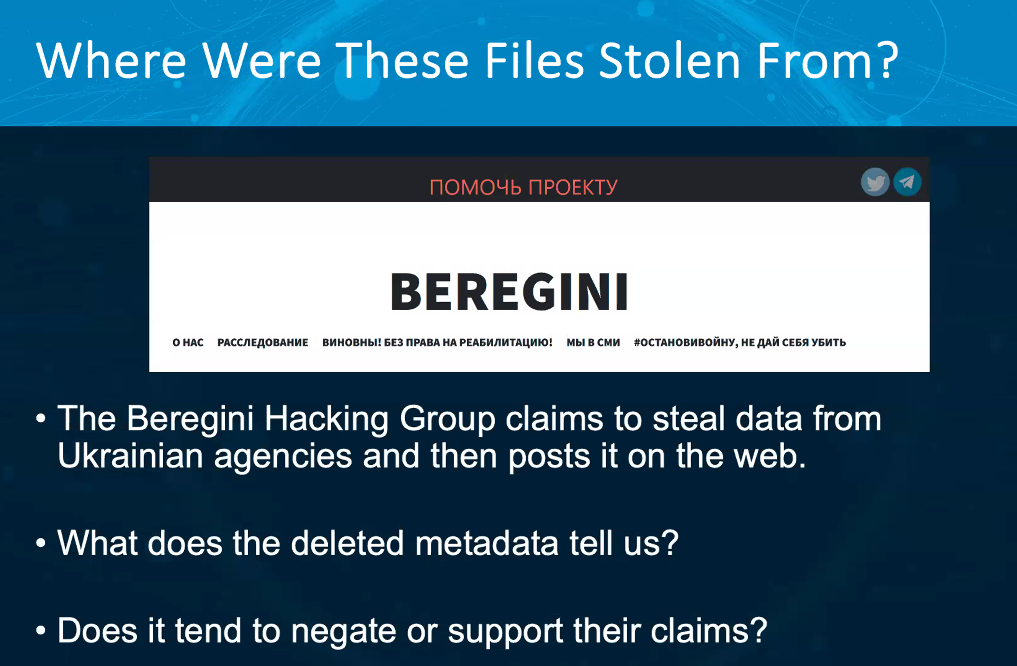 Where Were These Files Stolen From?
ПОМОЧЬ ПРОЕКТУ
BEREGINI
О НАС РАССЛЕДОВАНИЕ ВИНОВНЫ! БЕЗ ПРАВА НА РЕАБИЛИТАЦИЮ! МЫ В СМИ #ОСТАНОВИВОЙНУ, НЕ ДАЙ СЕБЯ УБИТЬ
• The Beregini Hacking Group claims to steal data from
Ukrainian agencies and then posts it on the web.
• What does the deleted metadata tell us?
• Does it tend to negate or support their claims?